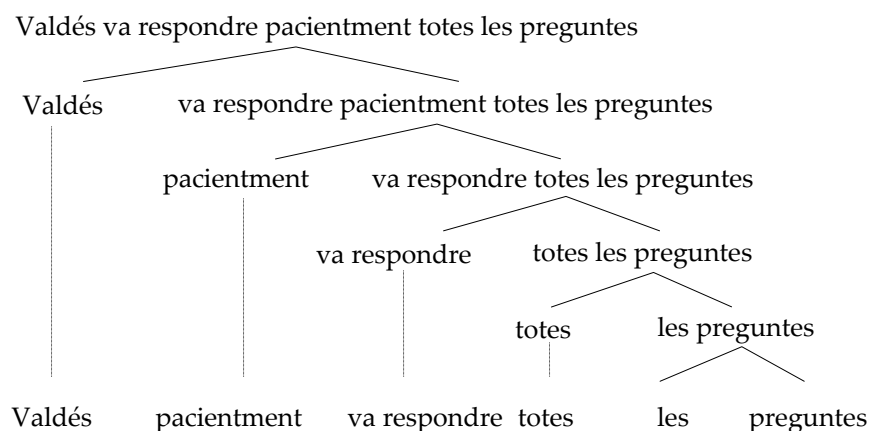 Valdés va respondre pacientment totes les preguntes
Valdés va respondre pacientment totes les preguntes
pacientment va respondre totes les preguntes
va respondre totes les preguntes
totes les preguntes
Valdés pacientment va respondre totes les preguntes